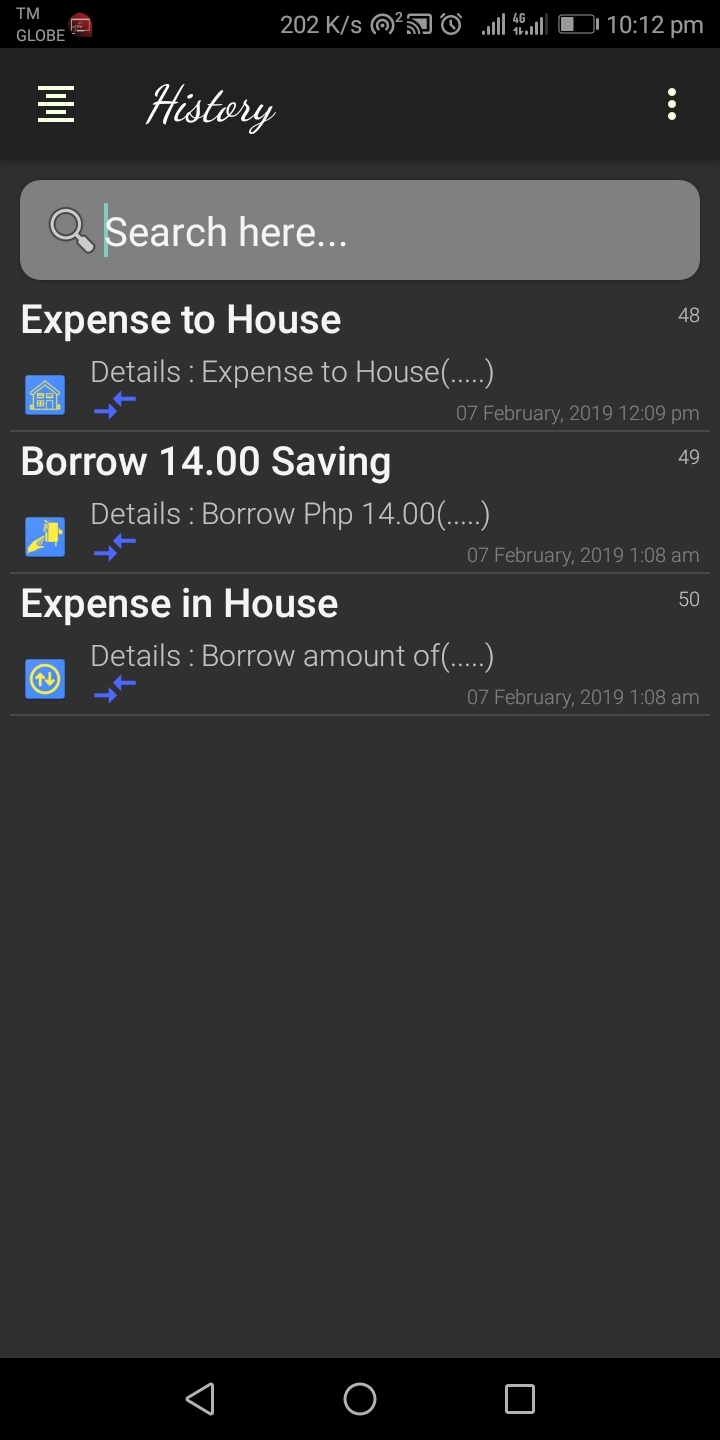 TM
GLOBE
202 K/s 2 4G 10:12 pm
History
Search here...
Expense to House 48
Details : Expense to House(.....)
07 February, 2019 12:09 pm
Borrow 14.00 Saving 49
Details : Borrow Php 14.00(.....)
07 February, 2019 1:08 am
Expense in House 50
Details : Borrow amount of(.....)
07 February, 2019 1:08 am